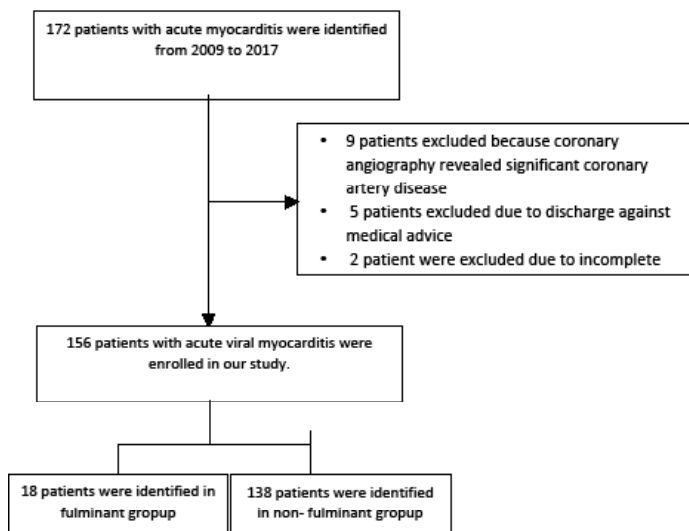 172 patients with acute myocarditis were identified
from 2009 to 2017
• 9 patients excluded because coronary
angiography revealed significant coronary
artery disease
• 5 patients excluded due to discharge against
medical advice
• 2 patient were excluded due to incomplete
156 patients with acute viral myocarditis were
enrolled in our study.
18 patients were identified in
fulminant gropup
138 patients were identified
in non- fulminant gropup